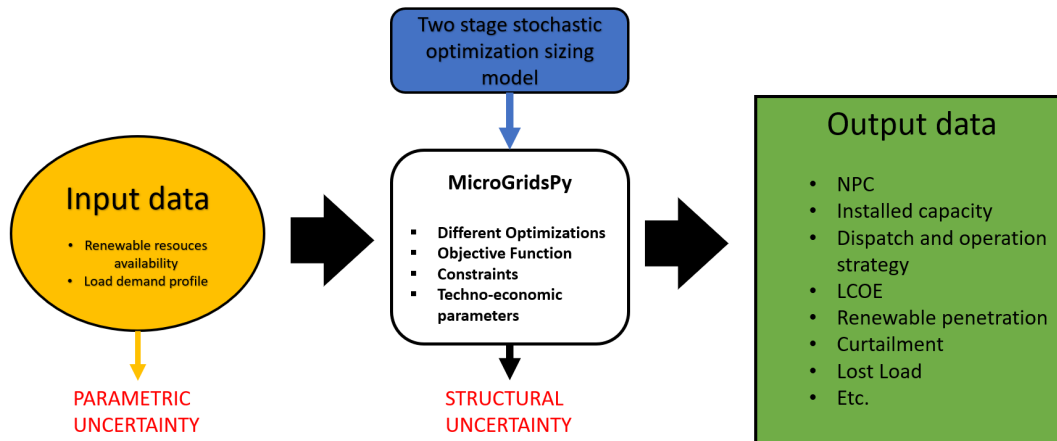 Two stage stochastic
optimization sizing
model
Input data
• Renewable resouces
availability
• Load demand profile
PARAMETRIC
UNCERTAINTY
MicroGridsPy
▪ Different Optimizations
▪ Objective Function
▪ Constraints
▪ Techno-economic
parameters
STRUCTURAL
UNCERTAINTY
Output data
• NPC
• Installed capacity
• Dispatch and operation
strategy
• LCOE
• Renewable penetration
• Curtailment
• Lost Load
• Etc.